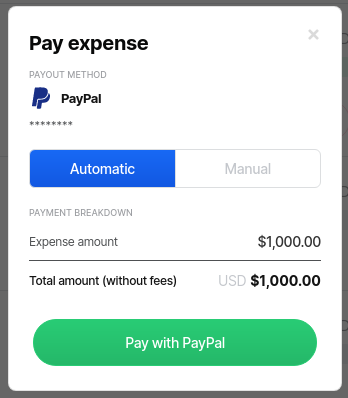 Pay expense
×
PAYOUT METHOD
PayPal
********
Automatic Manual
PAYMENT BREAKDOWN
Expense amount $1,000.00
Total amount (without fees) USD $1,000.00
Pay with PayPal